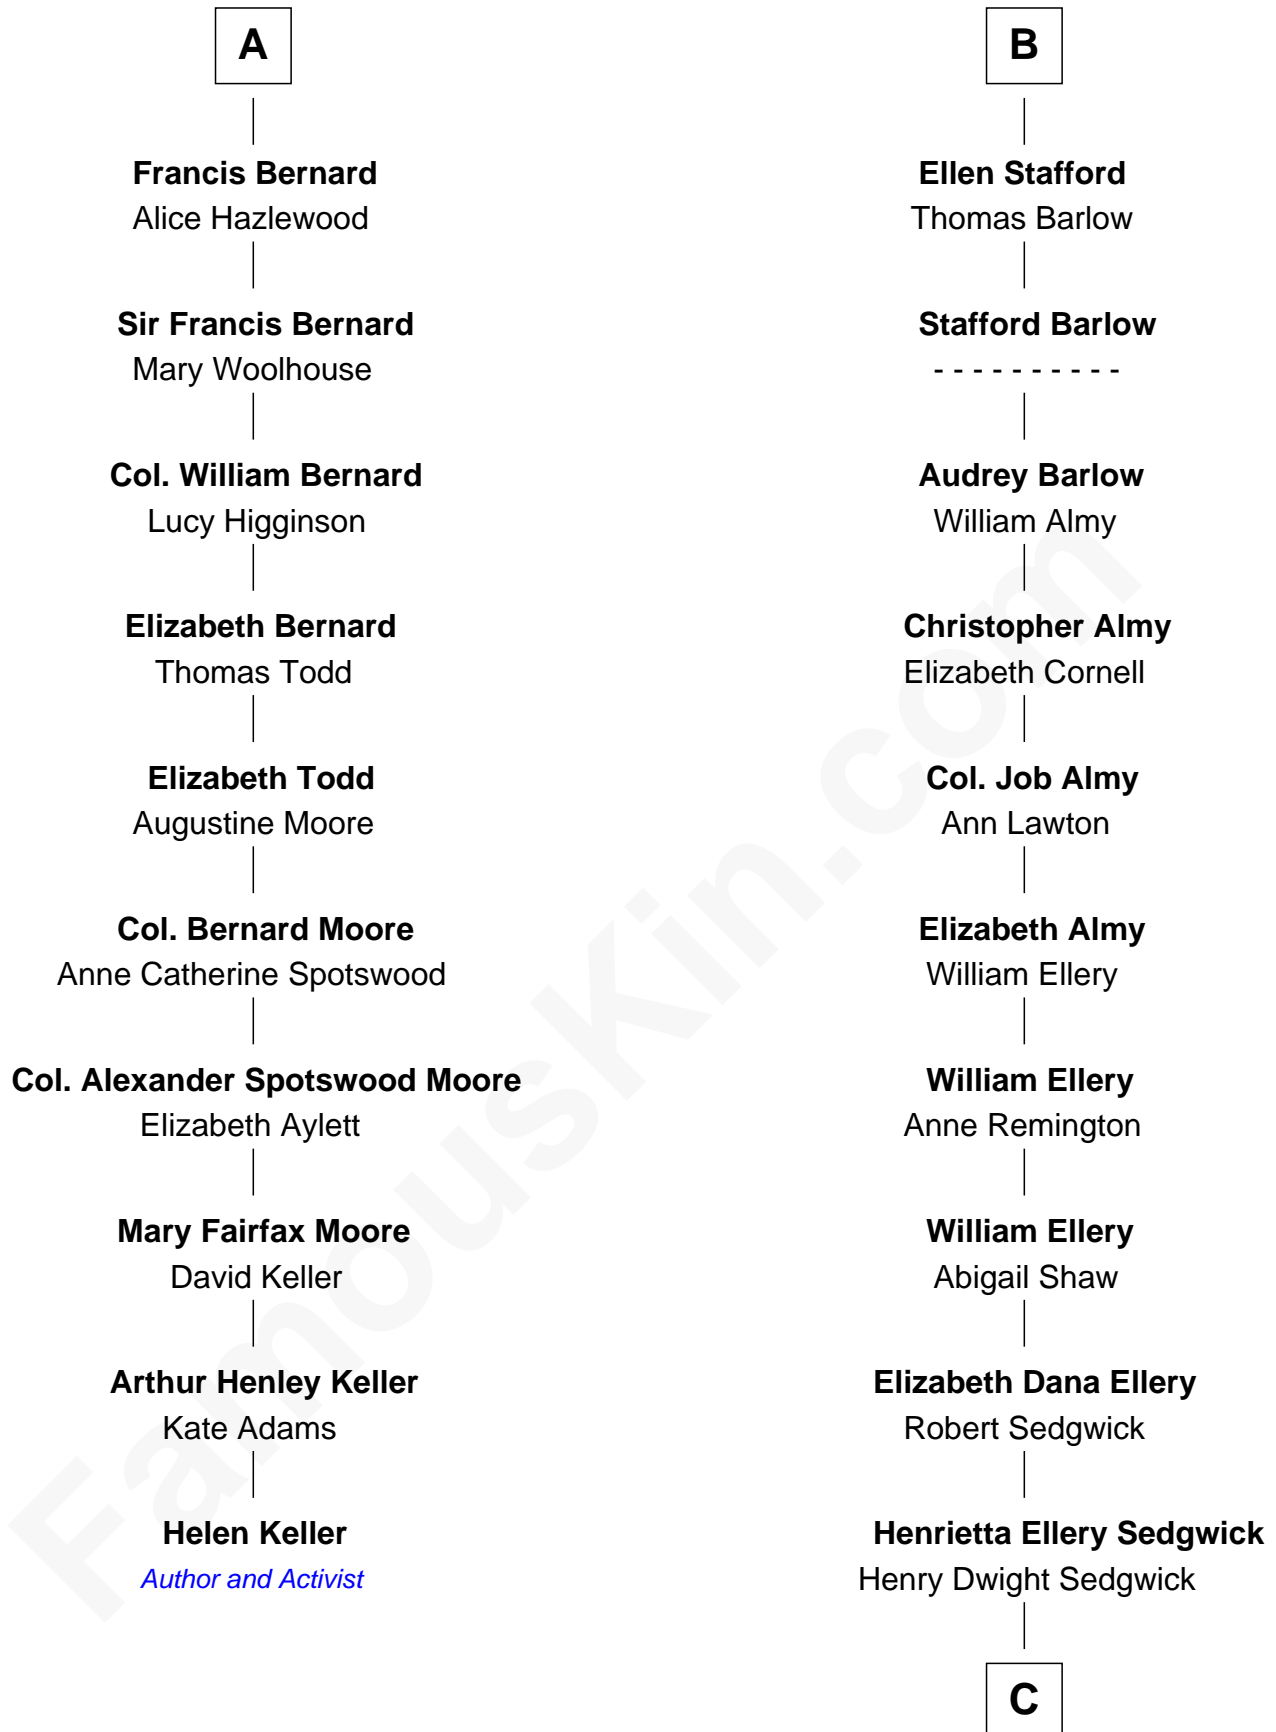 A
Francis Bernard
Alice Hazlewood
Sir Francis Bernard
Mary Woolhouse
Col. William Bernard
Lucy Higginson
Elizabeth Bernard
Thomas Todd
Elizabeth Todd
Augustine Moore
Col. Bernard Moore
Anne Catherine Spotswood
Col. Alexander Spotswood Moore
Elizabeth Aylett
Mary Fairfax Moore
David Keller
Arthur Henley Keller
Kate Adams
Helen Keller
Author and Activist
B
Ellen Stafford
Thomas Barlow
Stafford Barlow
- - - - - - - - - -
Audrey Barlow
William Almy
Christopher Almy
Elizabeth Cornell
Col. Job Almy
Ann Lawton
Elizabeth Almy
William Ellery
William Ellery
Anne Remington
William Ellery
Abigail Shaw
Elizabeth Dana Ellery
Robert Sedgwick
Henrietta Ellery Sedgwick
Henry Dwight Sedgwick
C
FamousKin.com